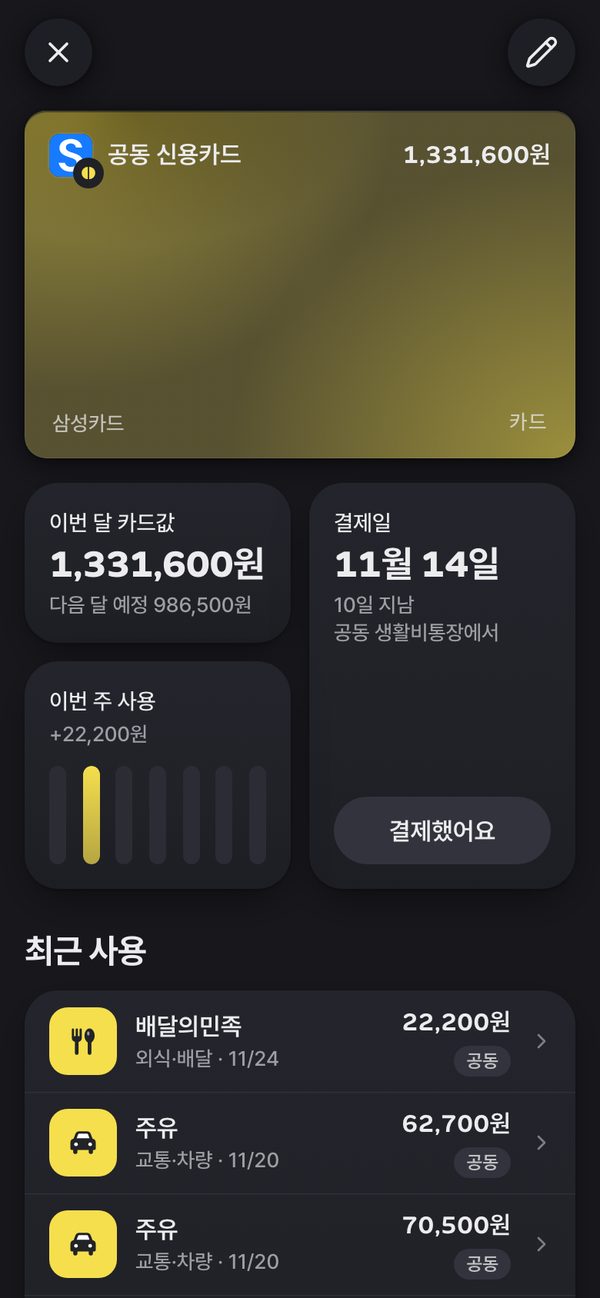 S
공동 신용카드
1,331,600원
삼성카드
카드
이번 달 카드값
1,331,600원
다음 달 예정 986,500원
결제일
11월 14일
10일 지남
공동 생활비통장에서
결제했어요
이번 주 사용
+22,200원
최근 사용
배달의민족
22,200원
외식·배달 · 11/24
공동
주유
62,700원
교통·차량 · 11/20
공동
주유
70,500원
교통·차량 · 11/20
공동